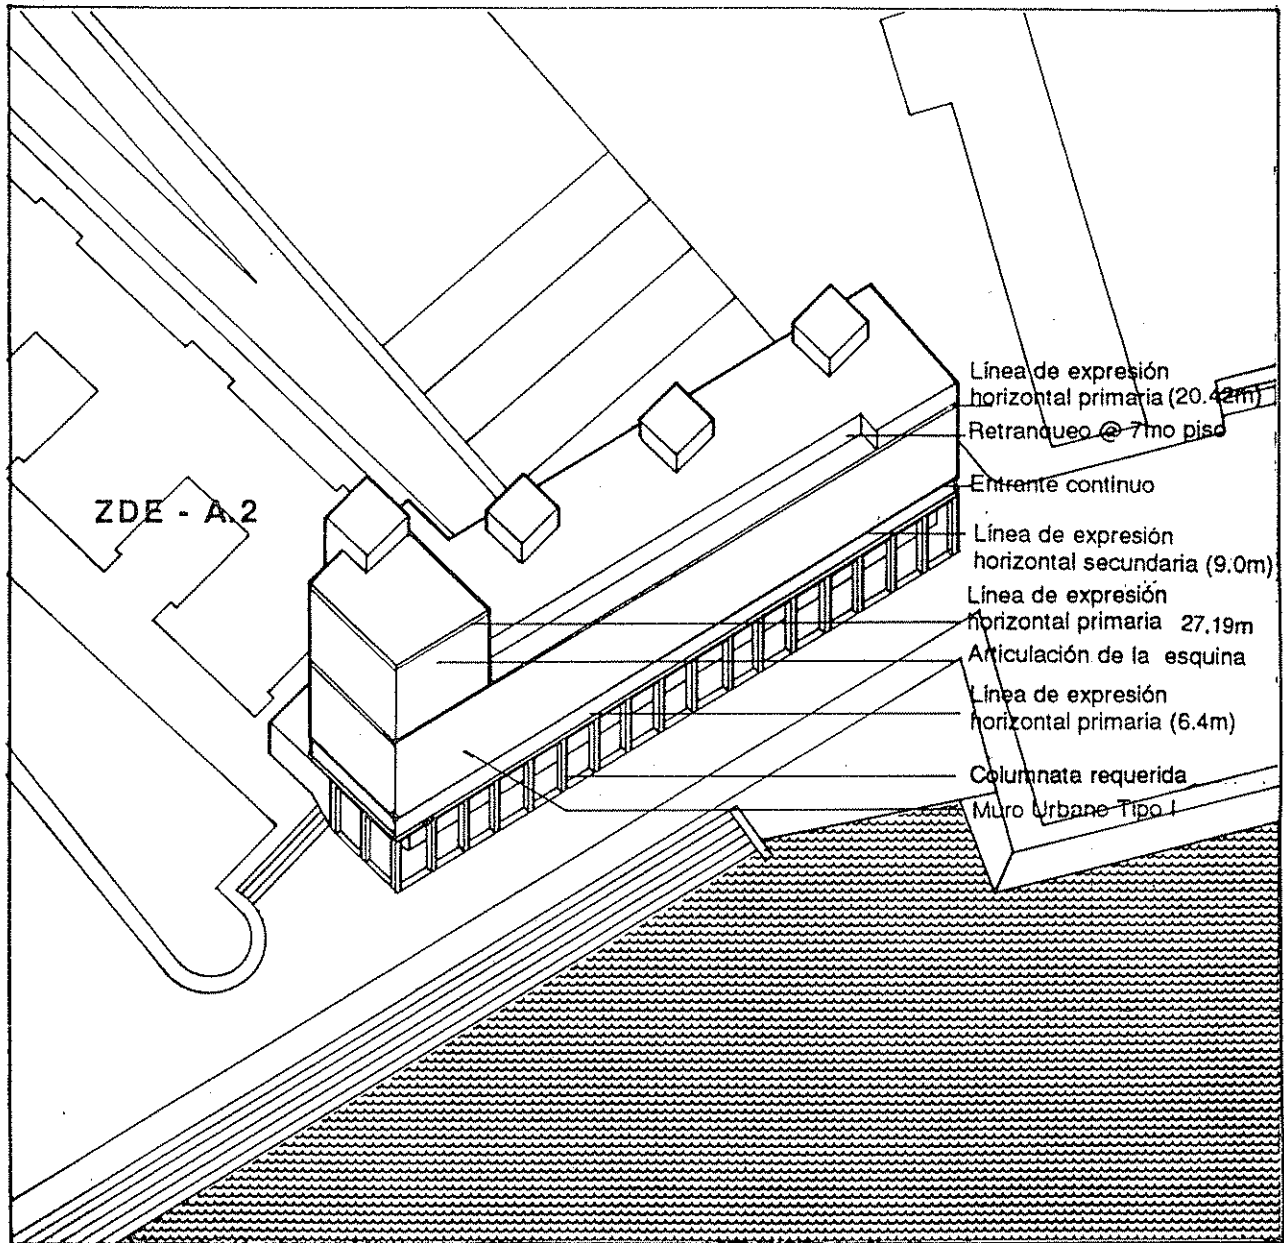 Línea de expresión
horizontal primaria (20.42m)
Retranqueo @ 7mo piso
ZDE - A.2
Entrante continuo
Línea de expresión
horizontal secundaria (9.0m)
Línea de expresión
horizontal primaria 27.19m
Articulación de la esquina
Línea de expresión
horizontal primaria (6.4m)
Columnata requerida
Muro Urbano Tipo I